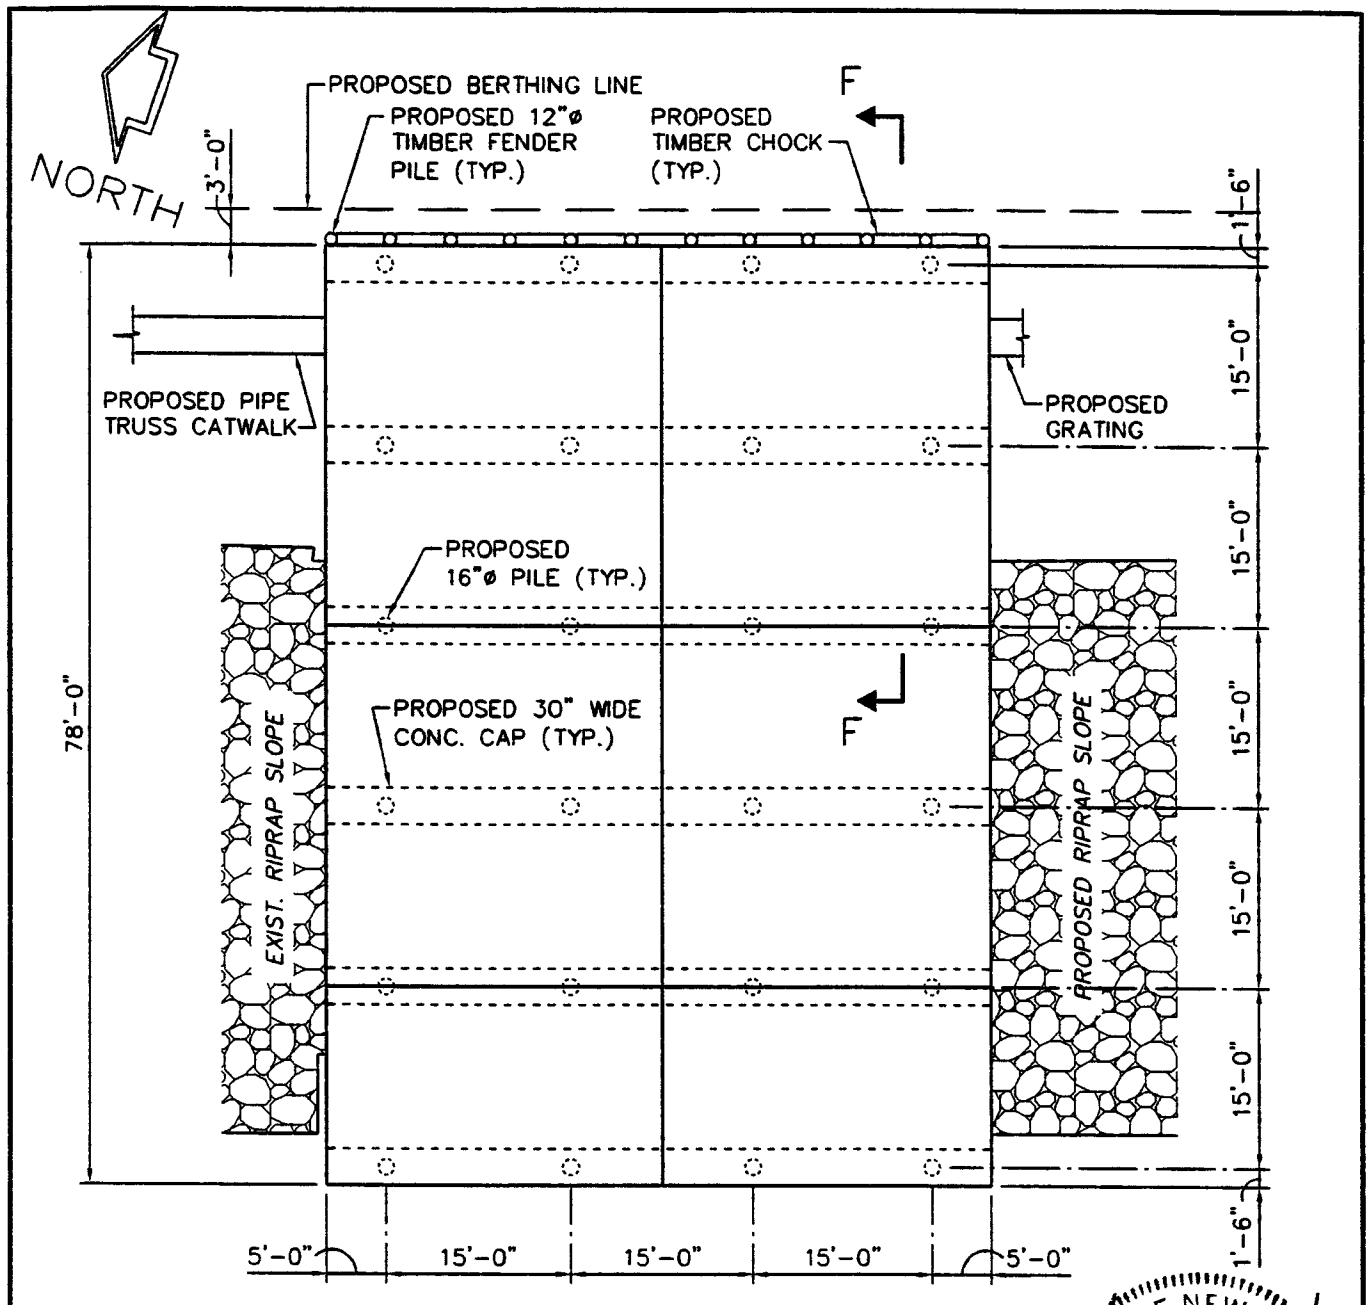 PROPOSED BERTHING LINE
F
PROPOSED 12"ø
TIMBER FENDER
PILE (TYP.)
PROPOSED
TIMBER CHOCK
(TYP.)
NORTH
3'-0"
1'-6"
15'-0"
PROPOSED PIPE
TRUSS CATWALK
PROPOSED
GRATING
15'-0"
PROPOSED
16"ø PILE (TYP.)
78'-0"
PROPOSED 30" WIDE
CONC. CAP (TYP.)
F
EXIST. RIPRAP SLOPE
PROPOSED RIPRAP SLOPE
15'-0"
15'-0"
15'-0"
1'-6"
5'-0"
15'-0"
15'-0"
15'-0"
5'-0"
NEW